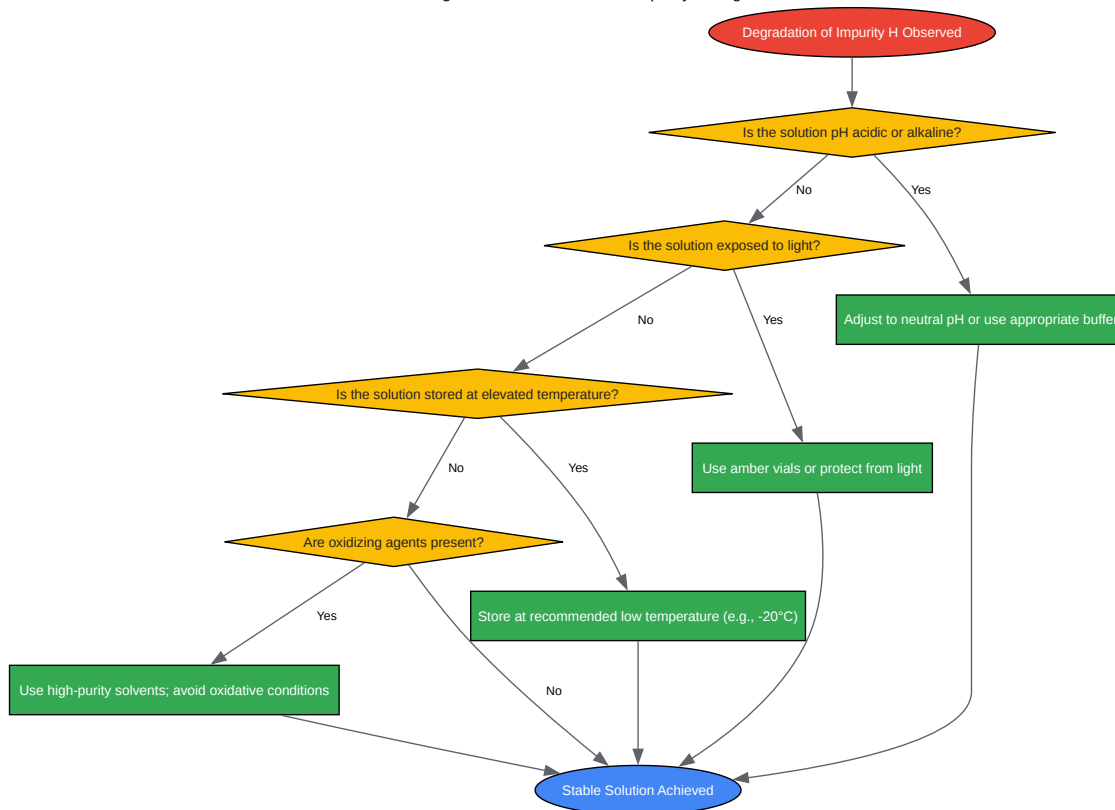 Degradation of Impurity H Observed
Is the solution pH acidic or alkaline?
No
Yes
Is the solution exposed to light?
Adjust to neutral pH or use appropriate buffer
No
Yes
Is the solution stored at elevated temperature?
Use amber vials or protect from light
No
Yes
Are oxidizing agents present?
Store at recommended low temperature (e.g., -20°C)
Yes
Use high-purity solvents; avoid oxidative conditions
No
Stable Solution Achieved